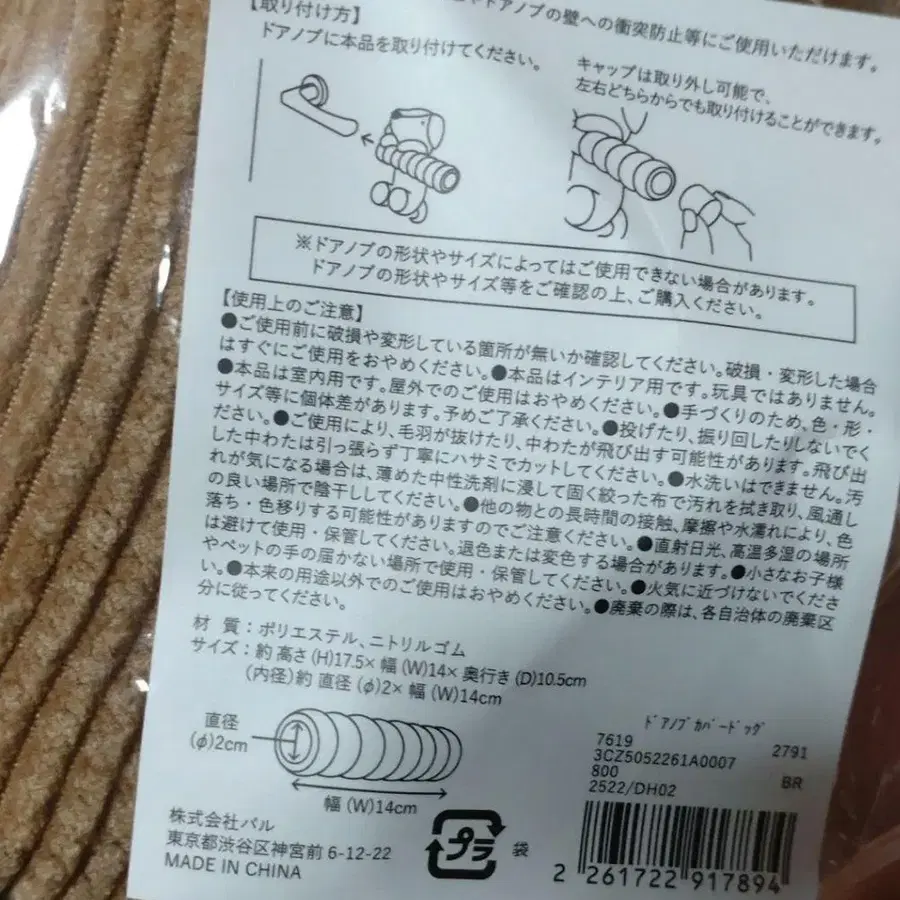 【取り付け方】
ドアノブの壁への衝突防止等にご使用いただけます。
ドアノブに本品を取り付けてください。
キャップは取り外し可能で、
左右どちらからでも取り付けることができます。
※ドアノブの形状やサイズによってはご使用できない場合があります。
ドアノブの形状やサイズ等をご確認の上、ご購入ください。
【使用上のご注意】
●ご使用前に破損や変形している箇所が無いか確認してください。破損・変形した場合
はすぐにご使用をおやめください。●本品はインテリア用です。玩具ではありません。
●本品は室内用です。屋外でのご使用はおやめください。●手づくりのため、色・形・
サイズ等に個体差があります。予めご了承ください。●投げたり、振り回したりしないでく
ださい。●ご使用により、毛羽が抜けたり、中わたが飛び出す可能性があります。飛び出
した中わたは引っ張らず丁寧にハサミでカットしてください。●水洗いはできません。汚
れが気になる場合は、薄めた中性洗剤に浸して固く絞った布で汚れを拭き取り、風通し
の良い場所で陰干ししてください。●他の物との長時間の接触、摩擦や水濡れにより、色
落ち・色移りする可能性がありますのでご注意ください。●直射日光、高温多湿の場所
は避けて使用・保管してください。退色または変色する場合があります。●小さなお子様
やペットの手の届かない場所で使用・保管してください。●火気に近づけないでくださ
い。●本来の用途以外でのご使用はおやめください。●廃棄の際は、各自治体の廃棄区
分に従ってください。
材 質：ポリエステル、ニトリルゴム
サイズ：約 高さ(H)17.5× 幅 (W)14× 奥行き(D)10.5cm
(内径)約 直径 (φ)2× 幅 (W)14cm
直径
(φ)2cm
幅 (W)14cm
ﾄﾞｱﾉﾌﾞｶﾊﾞｰﾄﾞｯｸﾞ
7619 2791
3CZ5052261A0007
800 BR
2522/DH02
株式会社パル
東京都渋谷区神宮前 6-12-22
MADE IN CHINA
プラ 袋
2 261722 917894